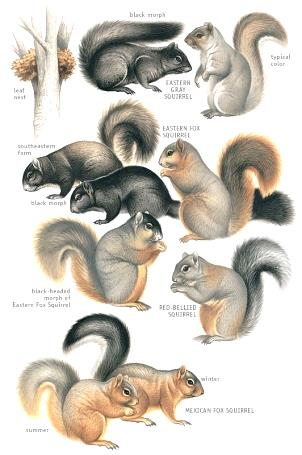 black morph
typical
color
leaf
nest
EASTERN
GRAY
SQUIRREL
EASTERN FOX
SQUIRREL
southeastern
form
black morph
black-headed
morph of
Eastern Fox Squirrel
RED-BELLIED
SQUIRREL
winter
MEXICAN FOX SQUIRREL
summer